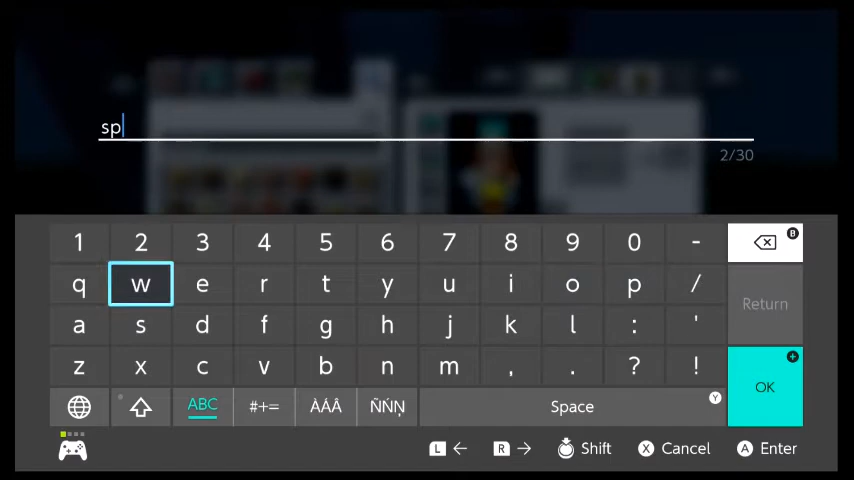 sp
2/30
1 2 3 4 5 6 7 8 9 0 - B
q w e r t y u i o p / Return
a s d f g h j k l : '
z x c v b n m , . ? ! + OK
ABC #+= ÀÁÂ ÑŃŅ Space Y
L ← R → Shift X Cancel A Enter